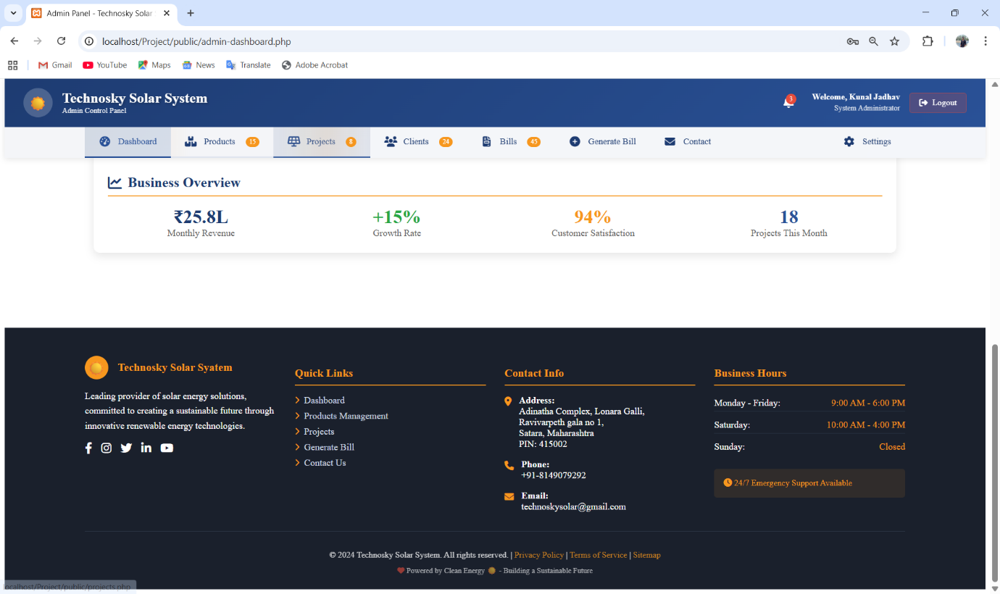 Admin Panel - Technosky Solar
localhost/Project/public/admin-dashboard.php
Gmail YouTube Maps News Translate Adobe Acrobat
Technosky Solar System
Admin Control Panel
3
Welcome, Kunal Jadhav
System Administrator
Logout
Dashboard Products 15 Projects 8 Clients 24 Bills 45 Generate Bill Contact Settings
Business Overview
₹25.8L
Monthly Revenue
+15%
Growth Rate
94%
Customer Satisfaction
18
Projects This Month
Technosky Solar Syatem
Leading provider of solar energy solutions,
committed to creating a sustainable future through
innovative renewable energy technologies.
Quick Links
Dashboard
Products Management
Projects
Generate Bill
Contact Us
Contact Info
Address:
Adinatha Complex, Lonara Galli,
Ravivarpeth gala no 1,
Satara, Maharashtra
PIN: 415002
Phone:
+91-8149079292
Email:
technoskysolar@gmail.com
Business Hours
Monday - Friday: 9:00 AM - 6:00 PM
Saturday: 10:00 AM - 4:00 PM
Sunday: Closed
24/7 Emergency Support Available
© 2024 Technosky Solar System. All rights reserved. | Privacy Policy | Terms of Service | Sitemap
Powered by Clean Energy - Building a Sustainable Future
localhost/Project/public/projects.php